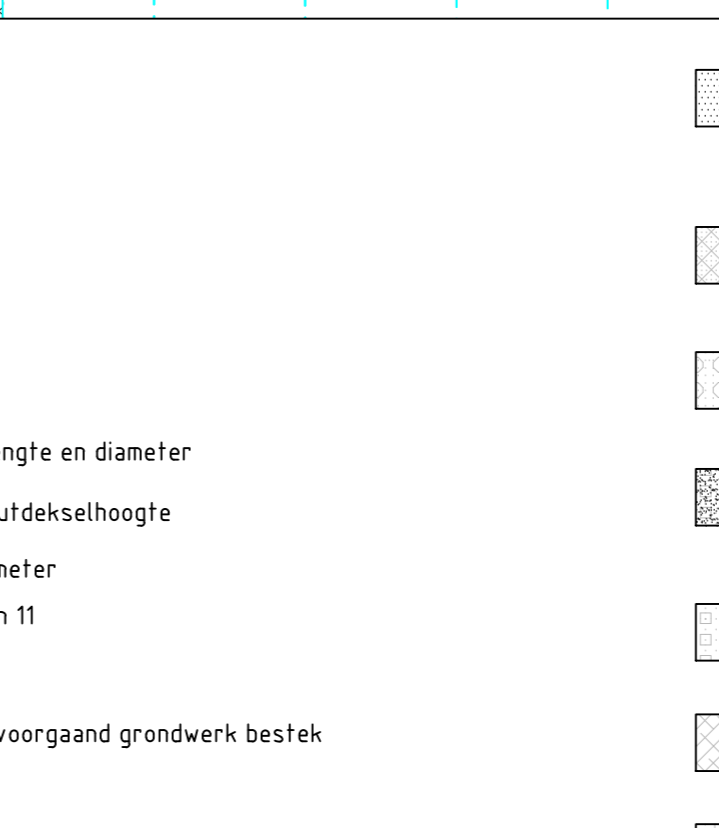 ngte en diameter
utdekselhoogte
meter
n 11
voorgaand grondwerk bestek